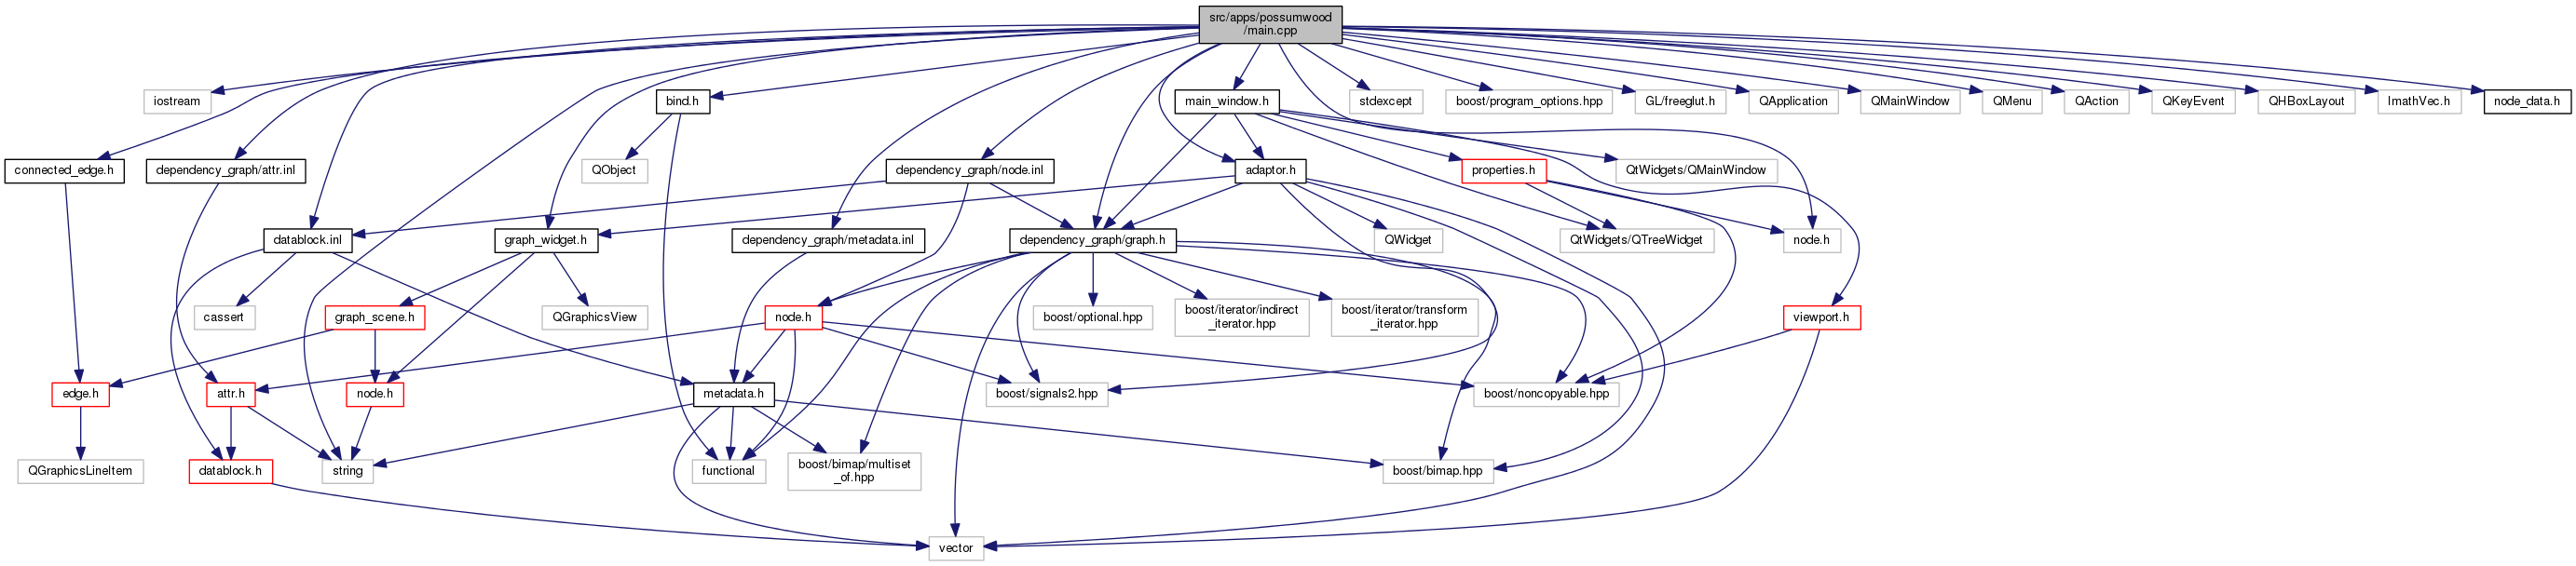 src/apps/possumwood
/main.cpp
iostream
bind.h
main_window.h
stdexcept
boost/program_options.hpp
GL/freeglut.h
QApplication
QMainWindow
QMenu
QAction
QKeyEvent
QHBoxLayout
ImathVec.h
node_data.h
connected_edge.h
dependency_graph/attr.inl
QObject
dependency_graph/node.inl
adaptor.h
properties.h
QtWidgets/QMainWindow
datablock.inl
graph_widget.h
dependency_graph/metadata.inl
dependency_graph/graph.h
QWidget
QtWidgets/QTreeWidget
node.h
cassert
graph_scene.h
QGraphicsView
node.h
boost/optional.hpp
boost/iterator/indirect
_iterator.hpp
boost/iterator/transform
_iterator.hpp
viewport.h
edge.h
attr.h
node.h
metadata.h
boost/signals2.hpp
boost/noncopyable.hpp
QGraphicsLineItem
datablock.h
string
functional
boost/bimap/multiset
_of.hpp
boost/bimap.hpp
vector